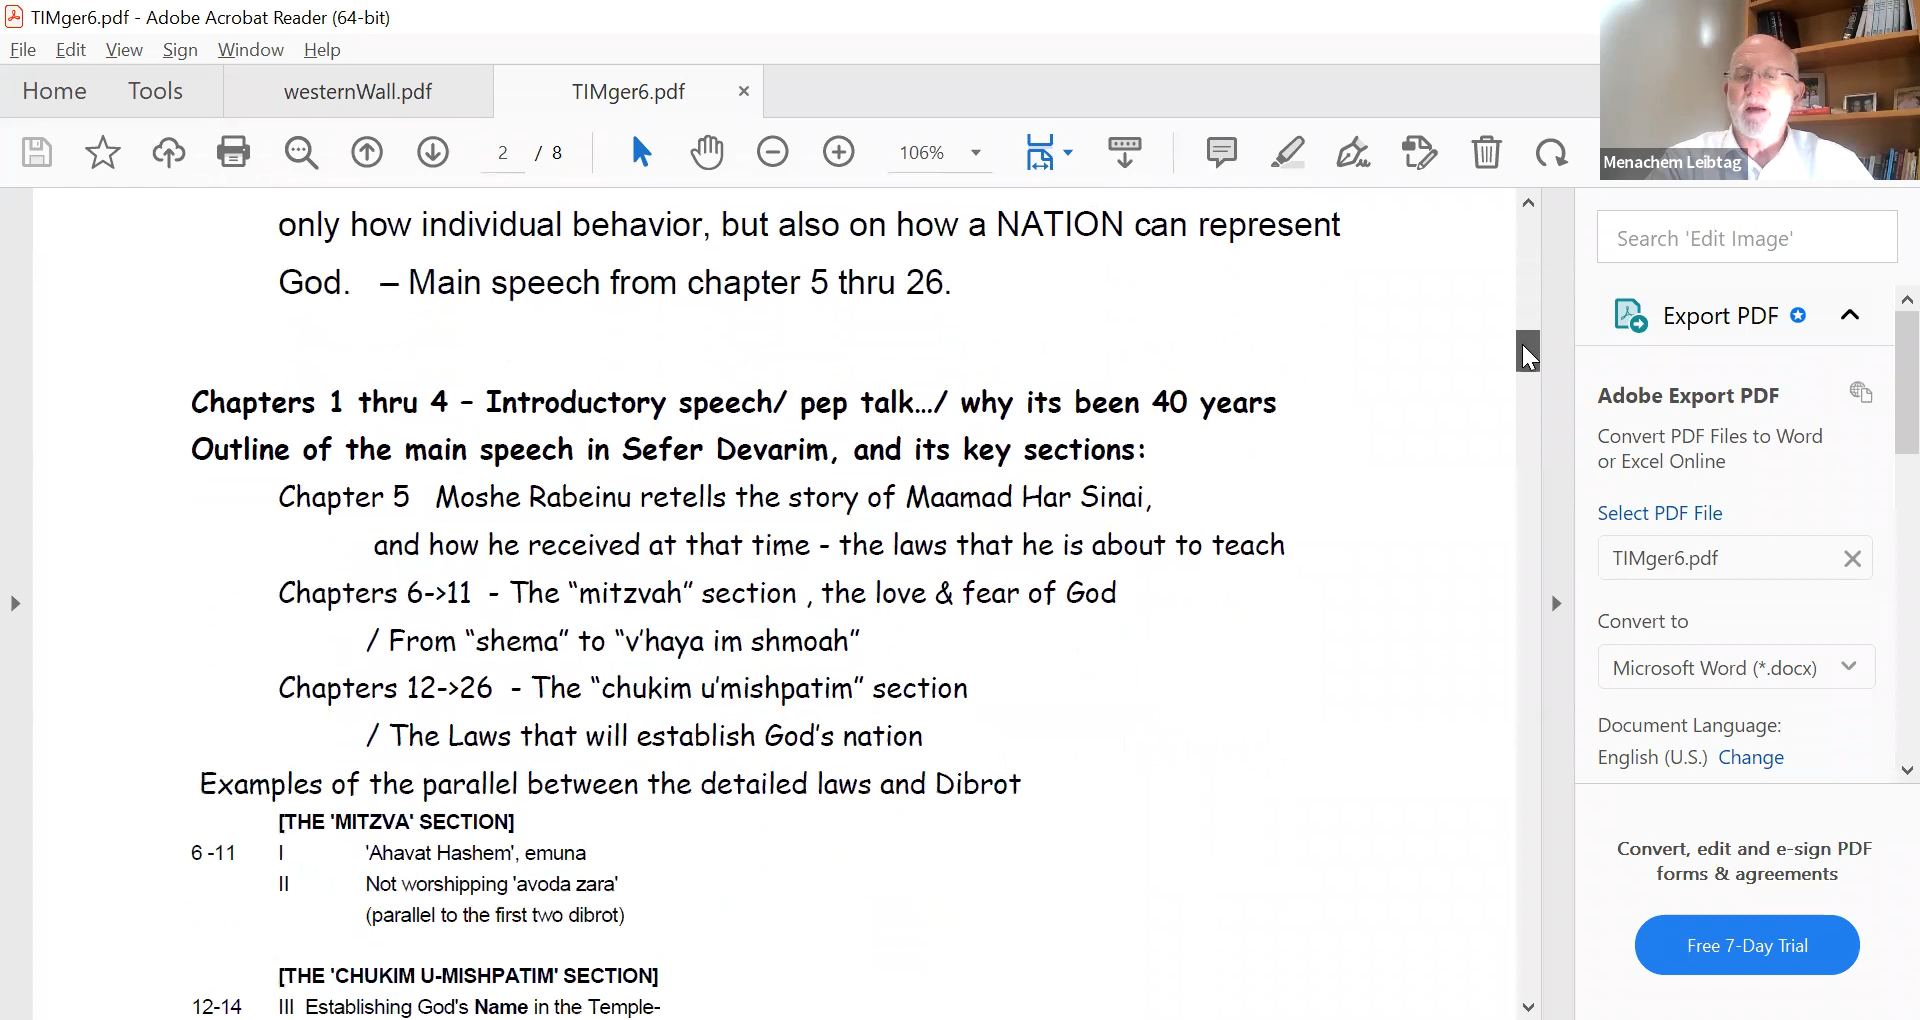 TIMger6.pdf - Adobe Acrobat Reader (64-bit)
File Edit View Sign Window Help
Home Tools westernWall.pdf TIMger6.pdf ×
2 / 8 106%
Menachem Leibtag
only how individual behavior, but also on how a NATION can represent
God. – Main speech from chapter 5 thru 26.
Chapters 1 thru 4 – Introductory speech/ pep talk…/ why its been 40 years
Outline of the main speech in Sefer Devarim, and its key sections:
Chapter 5 Moshe Rabeinu retells the story of Maamad Har Sinai,
and how he received at that time - the laws that he is about to teach
Chapters 6->11 - The “mitzvah” section , the love & fear of God
/ From “shema” to “v’haya im shmoah”
Chapters 12->26 - The “chukim u’mishpatim” section
/ The Laws that will establish God’s nation
Examples of the parallel between the detailed laws and Dibrot
[THE 'MITZVA' SECTION]
6 -11 I 'Ahavat Hashem', emuna
II Not worshipping 'avoda zara'
(parallel to the first two dibrot)
[THE 'CHUKIM U-MISHPATIM' SECTION]
12-14 III Establishing God's Name in the Temple-
Search 'Edit Image'
Export PDF
Adobe Export PDF
Convert PDF Files to Word
or Excel Online
Select PDF File
TIMger6.pdf
Convert to
Microsoft Word (*.docx)
Document Language:
English (U.S.) Change
Convert, edit and e-sign PDF
forms & agreements
Free 7-Day Trial